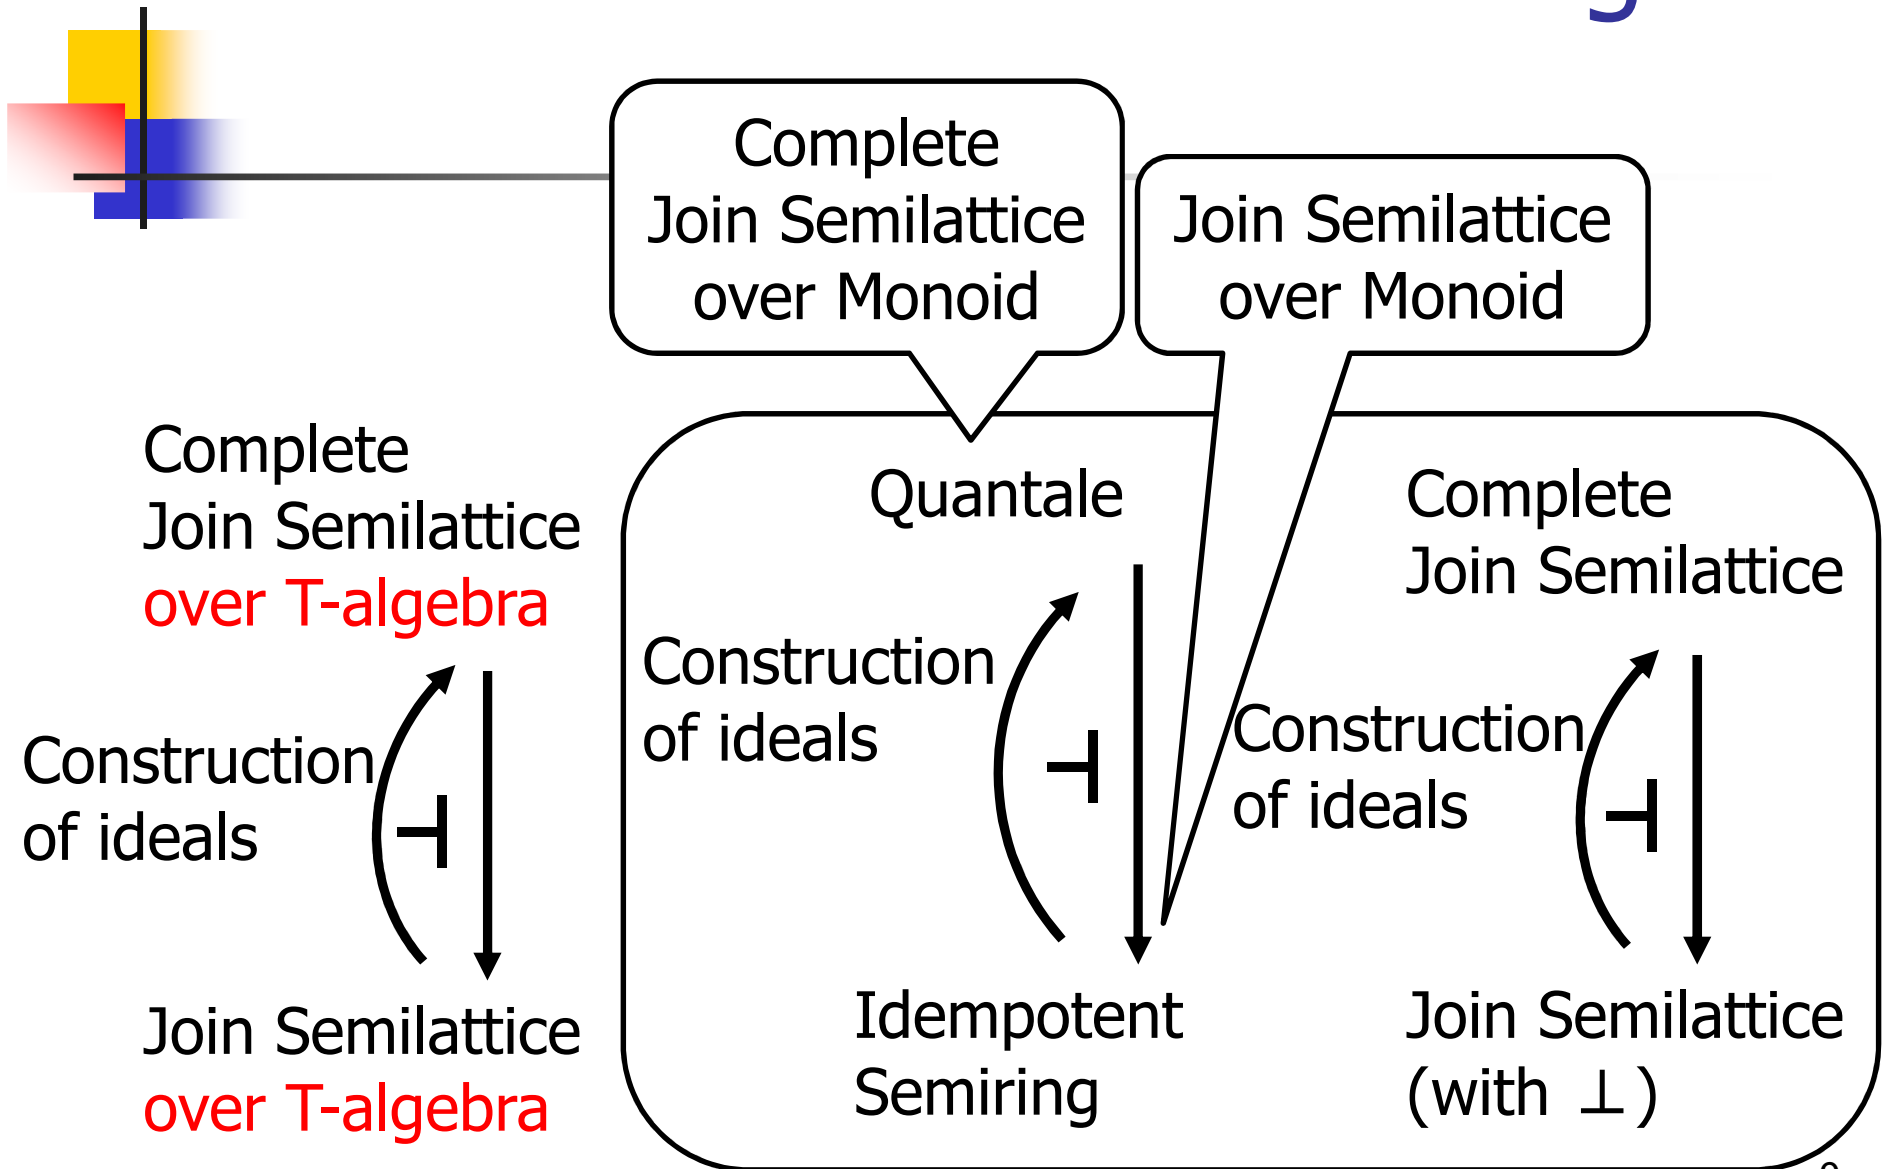 Complete
Join Semilattice
over Monoid
Join Semilattice
over Monoid
Complete
Join Semilattice
over T-algebra
Construction
of ideals
⊣
Join Semilattice
over T-algebra
Quantale
Construction
of ideals
⊣
Idempotent
Semiring
Complete
Join Semilattice
Construction
of ideals
⊣
Join Semilattice
(with ⊥)